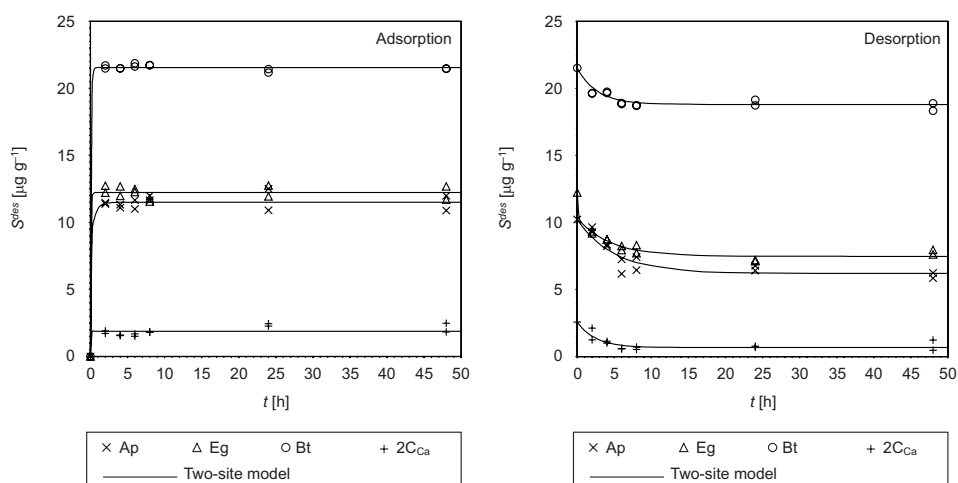 Adsorption
25
20
15
10
5
0
S^des [µg g⁻¹]
0 5 10 15 20 25 30 35 40 45 50
t [h]
× Ap △ Eg ○ Bt + 2C_Ca
Two-site model
Desorption
25
20
15
10
5
0
S^des [µg g⁻¹]
0 5 10 15 20 25 30 35 40 45 50
t [h]
× Ap △ Eg ○ Bt + 2C_Ca
Two-site model